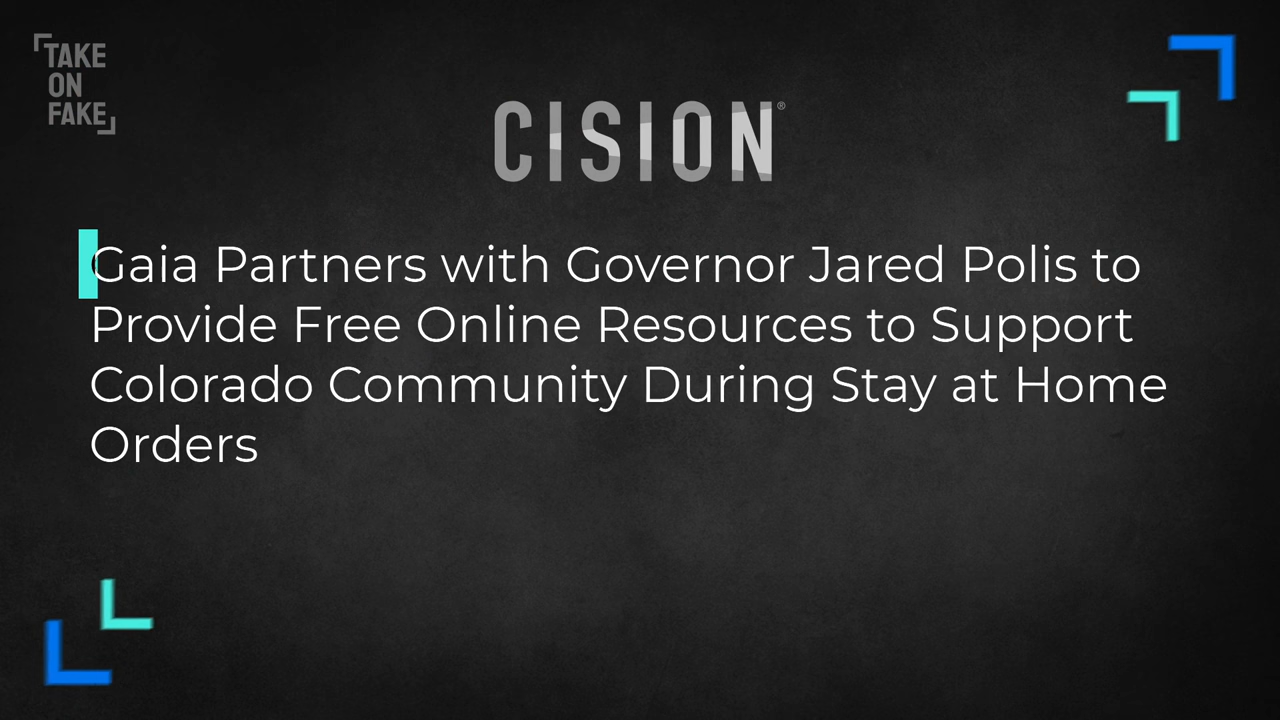 TAKE
ON
FAKE
CISION®
Gaia Partners with Governor Jared Polis to
Provide Free Online Resources to Support
Colorado Community During Stay at Home
Orders